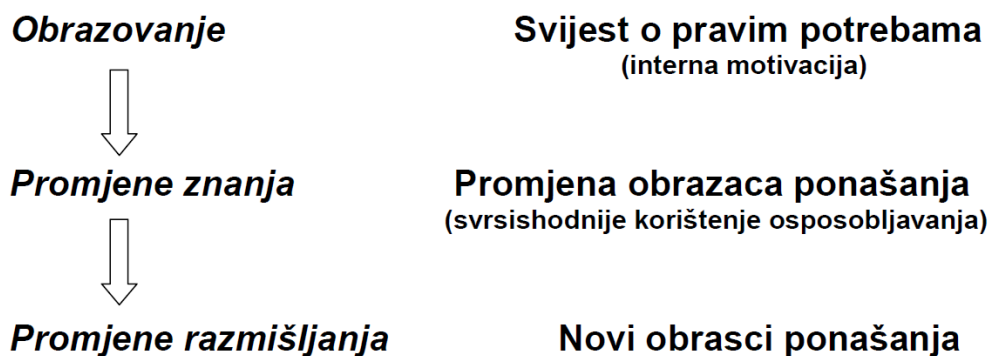 Obrazovanje
Svijest o pravim potrebama
(interna motivacija)
Promjene znanja
Promjena obrazaca ponašanja
(svrsishodnije korištenje osposobljavanja)
Promjene razmišljanja
Novi obrasci ponašanja